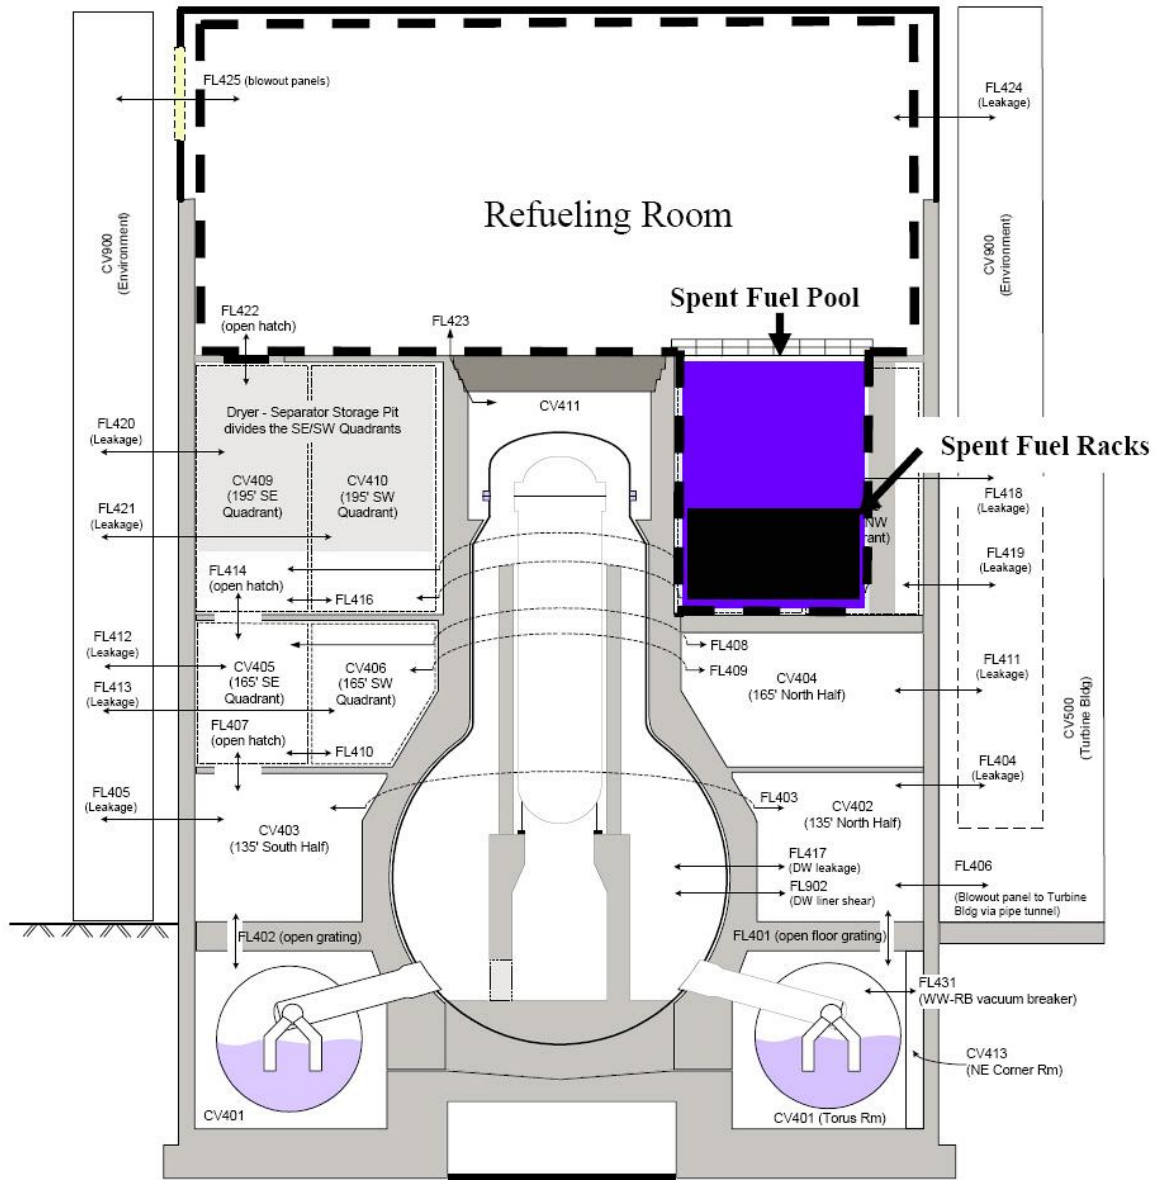 FL425 (blowout panels)
FL424
(Leakage)
Refueling Room
CV900
(Environment)
CV900
(Environment)
Spent Fuel Pool
FL422
(open hatch)
FL423
CV411
Dryer - Separator Storage Pit
divides the SE/SW Quadrants
FL420
(Leakage)
Spent Fuel Racks
CV409
(195' SE
Quadrant)
CV410
(195' SW
Quadrant)
FL421
(Leakage)
FL418
(Leakage)
NW
rant)
FL419
(Leakage)
FL414
(open hatch)
FL416
FL412
(Leakage)
FL408
FL409
CV405
(165' SE
Quadrant)
CV406
(165' SW
Quadrant)
CV404
(165' North Half)
FL411
(Leakage)
FL413
(Leakage)
CV500
(Turbine Bldg)
FL407
(open hatch)
FL410
FL405
(Leakage)
FL404
(Leakage)
FL403
CV402
(135' North Half)
CV403
(135' South Half)
FL417
(DW leakage)
FL902
(DW liner shear)
FL406
(Blowout panel to Turbine
Bldg via pipe tunnel)
FL402 (open grating)
FL401 (open floor grating)
FL431
(WW-RB vacuum breaker)
CV413
(NE Corner Rm)
CV401
CV401 (Torus Rm)